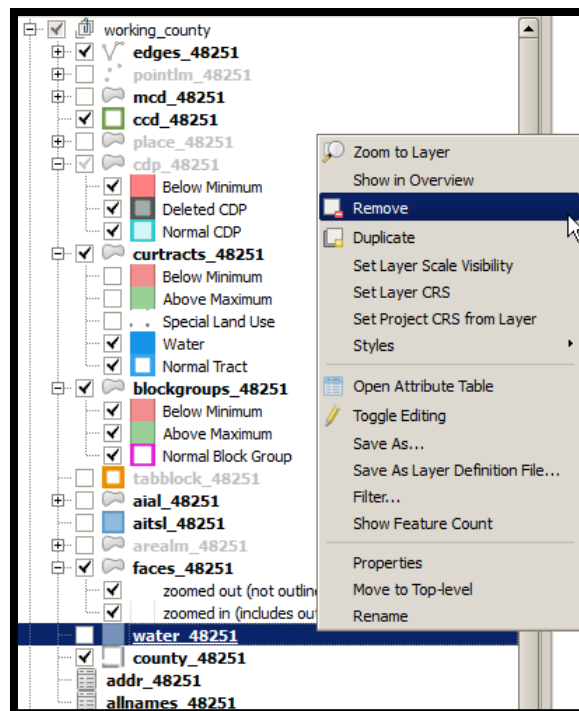 working_county
edges_48251
pointlm_48251
mcd_48251
ccd_48251
place_48251
cdp_48251
Below Minimum
Deleted CDP
Normal CDP
curtracts_48251
Below Minimum
Above Maximum
Special Land Use
Water
Normal Tract
blockgroups_48251
Below Minimum
Above Maximum
Normal Block Group
tabblock_48251
aial_48251
aitsl_48251
arealm_48251
faces_48251
zoomed out (not outline
zoomed in (includes ou
water_48251
county_48251
addr_48251
allnames_48251
Zoom to Layer
Show in Overview
Remove
Duplicate
Set Layer Scale Visibility
Set Layer CRS
Set Project CRS from Layer
Styles
Open Attribute Table
Toggle Editing
Save As...
Save As Layer Definition File...
Filter...
Show Feature Count
Properties
Move to Top-level
Rename